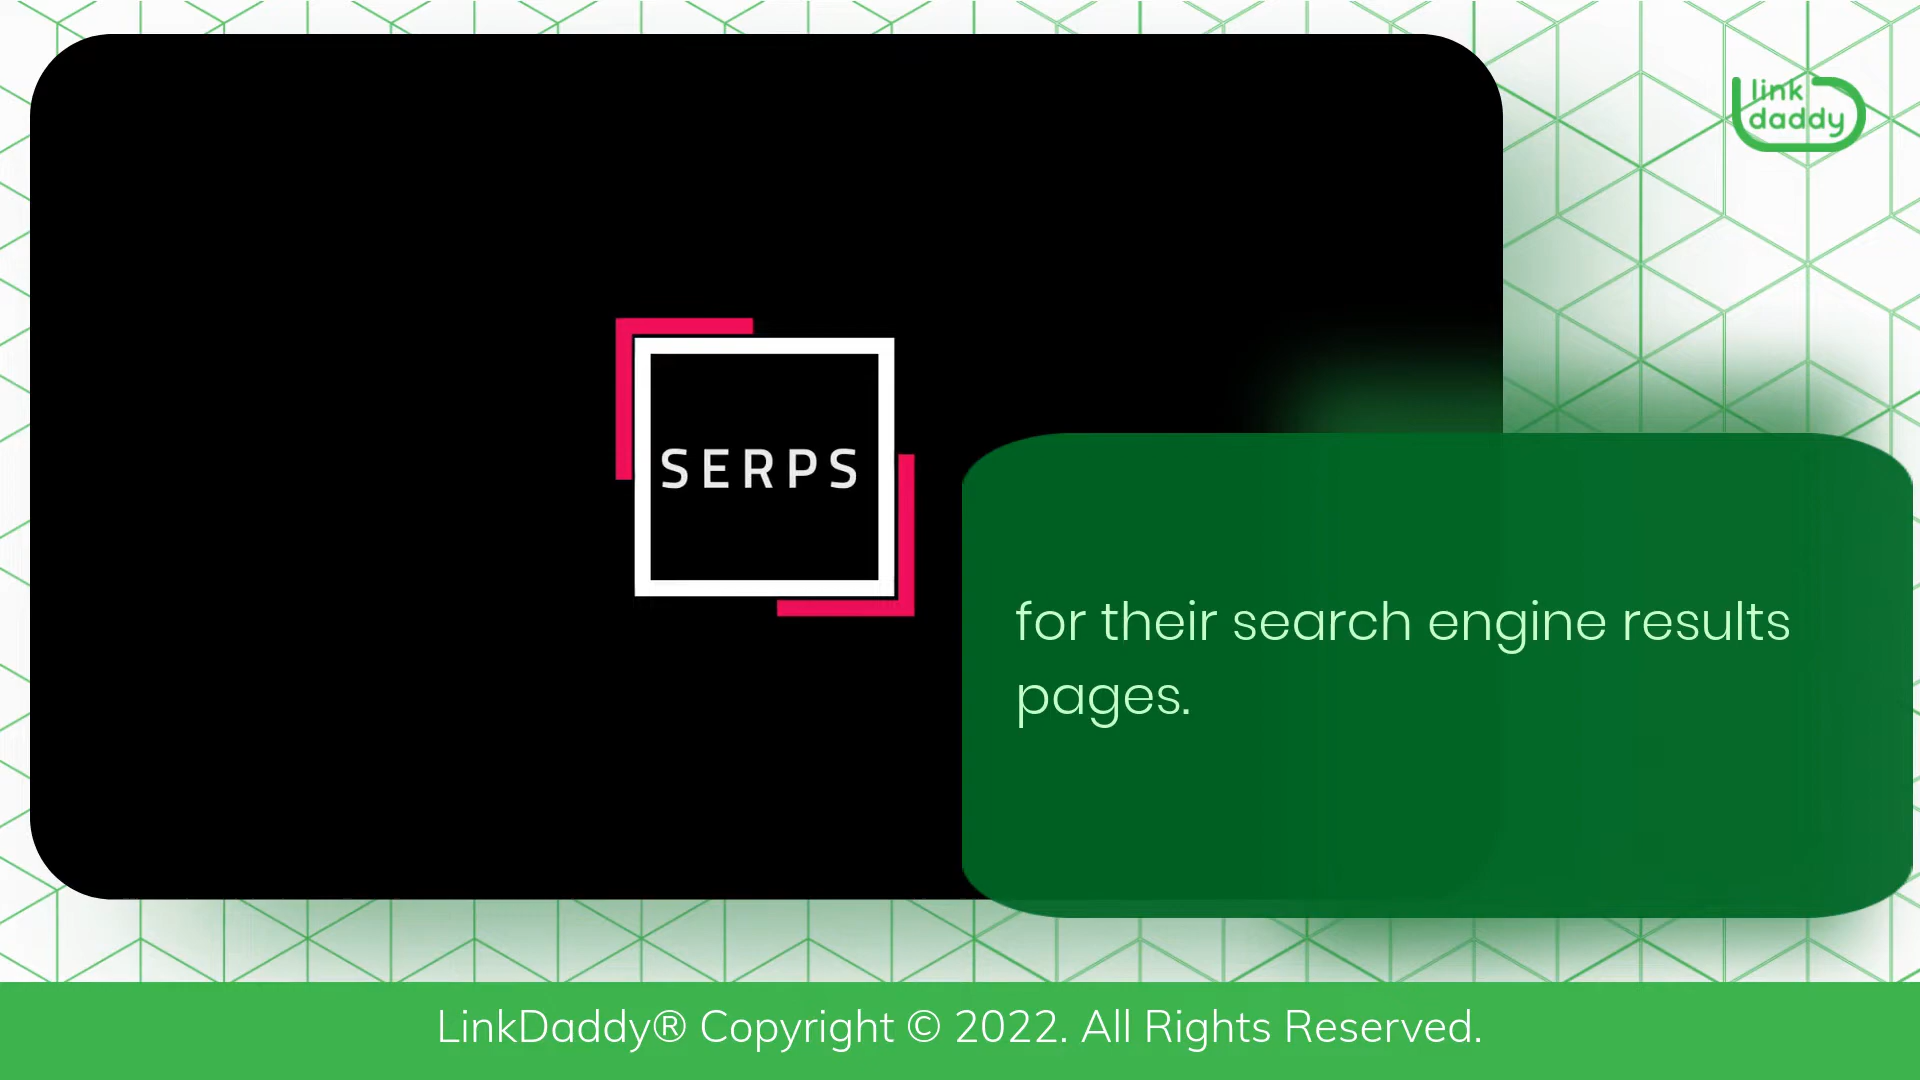 link
daddy
SERPS
for their search engine results
pages.
LinkDaddy® Copyright © 2022. All Rights Reserved.